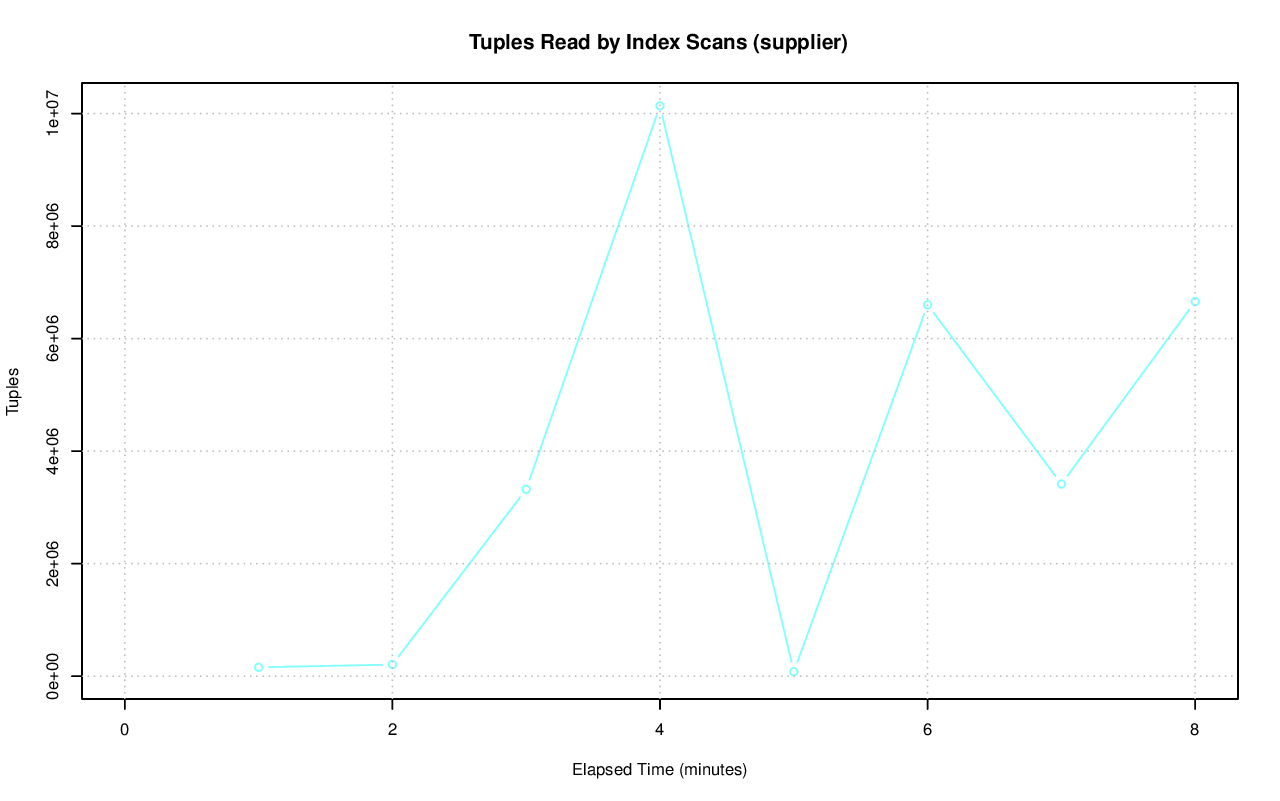 Tuples Read by Index Scans (supplier)
1e+07
8e+06
6e+06
4e+06
2e+06
0e+00
Tuples
0 2 4 6 8
Elapsed Time (minutes)